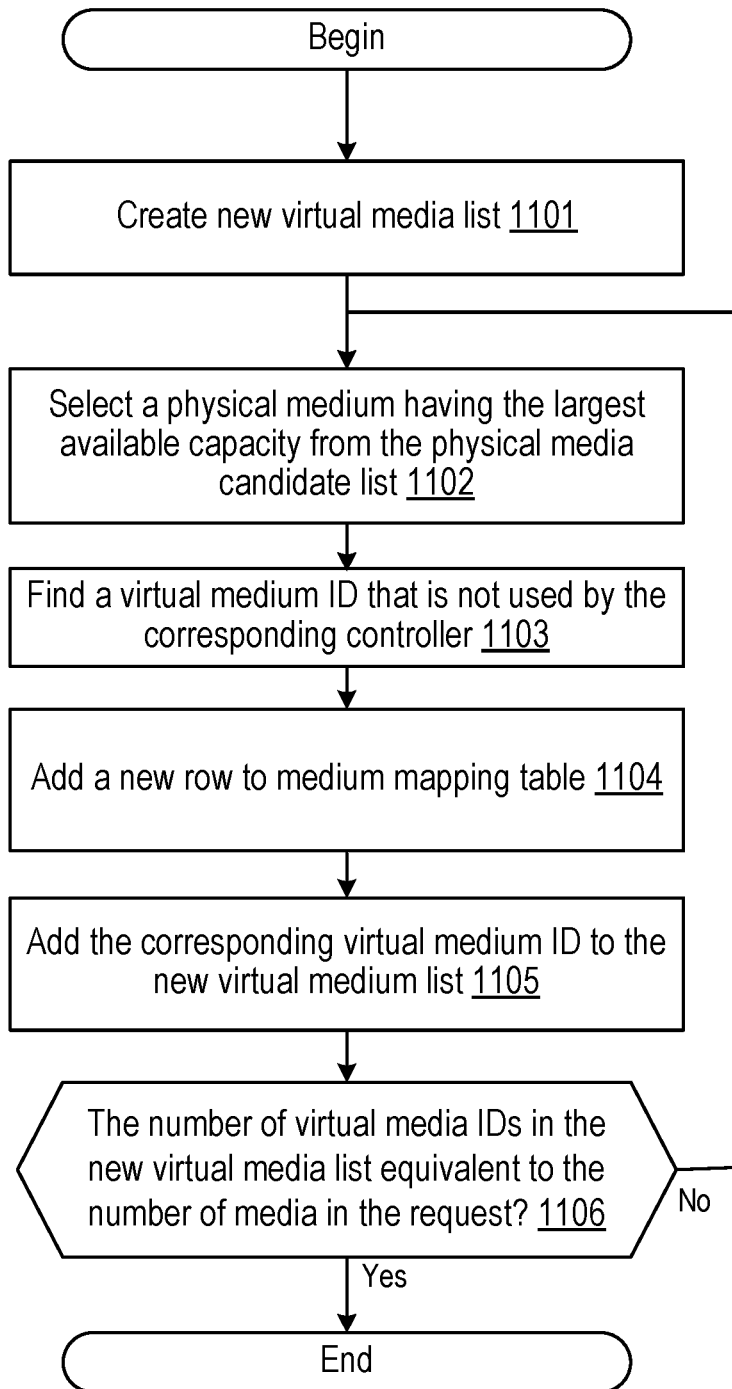 Begin
Create new virtual media list 1101
Select a physical medium having the largest
available capacity from the physical media
candidate list 1102
Find a virtual medium ID that is not used by the
corresponding controller 1103
Add a new row to medium mapping table 1104
Add the corresponding virtual medium ID to the
new virtual medium list 1105
The number of virtual media IDs in the
new virtual media list equivalent to the
number of media in the request? 1106
No
Yes
End